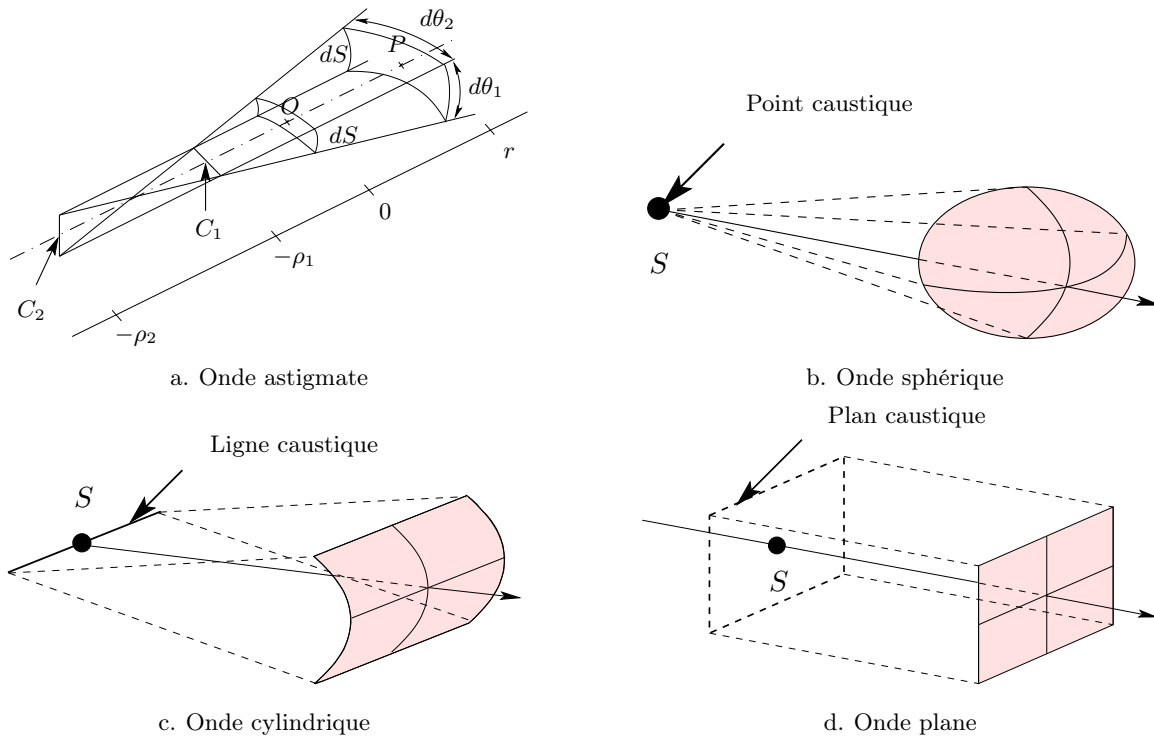 dθ₂
P
dS
dθ₁
O
dS
r
0
C₁
−ρ₁
C₂
−ρ₂
a. Onde astigmate
Point caustique
S
b. Onde sphérique
Ligne caustique
S
c. Onde cylindrique
Plan caustique
S
d. Onde plane